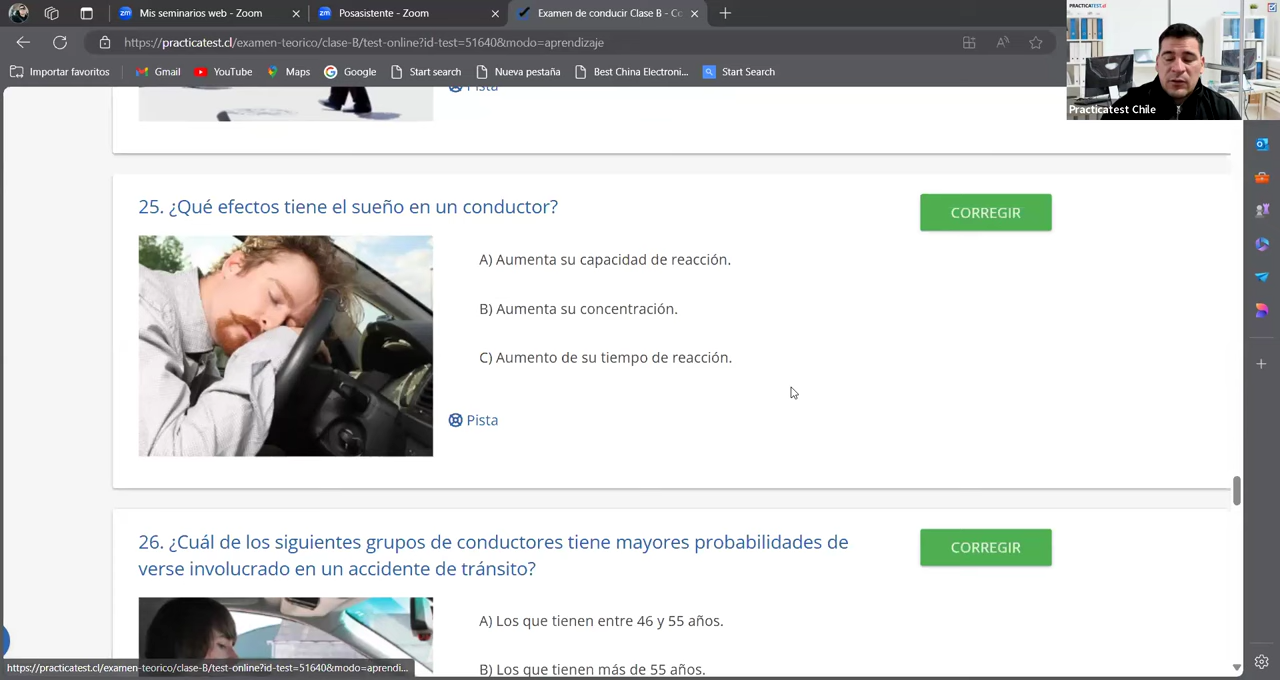 Mis seminarios web - Zoom
Posasistente - Zoom
Examen de conducir Clase B - Co
https://practicatest.cl/examen-teorico/clase-B/test-online?id-test=51640&modo=aprendizaje
Importar favoritos
Gmail
YouTube
Maps
Google
Start search
Nueva pestaña
Best China Electroni...
Start Search
PRACTICATEST.cl
Practicatest Chile
Pista
25. ¿Qué efectos tiene el sueño en un conductor?
CORREGIR
A) Aumenta su capacidad de reacción.
B) Aumenta su concentración.
C) Aumento de su tiempo de reacción.
Pista
26. ¿Cuál de los siguientes grupos de conductores tiene mayores probabilidades de
verse involucrado en un accidente de tránsito?
CORREGIR
A) Los que tienen entre 46 y 55 años.
B) Los que tienen más de 55 años.
https://practicatest.cl/examen-teorico/clase-B/test-online?id-test=51640&modo=aprendi...